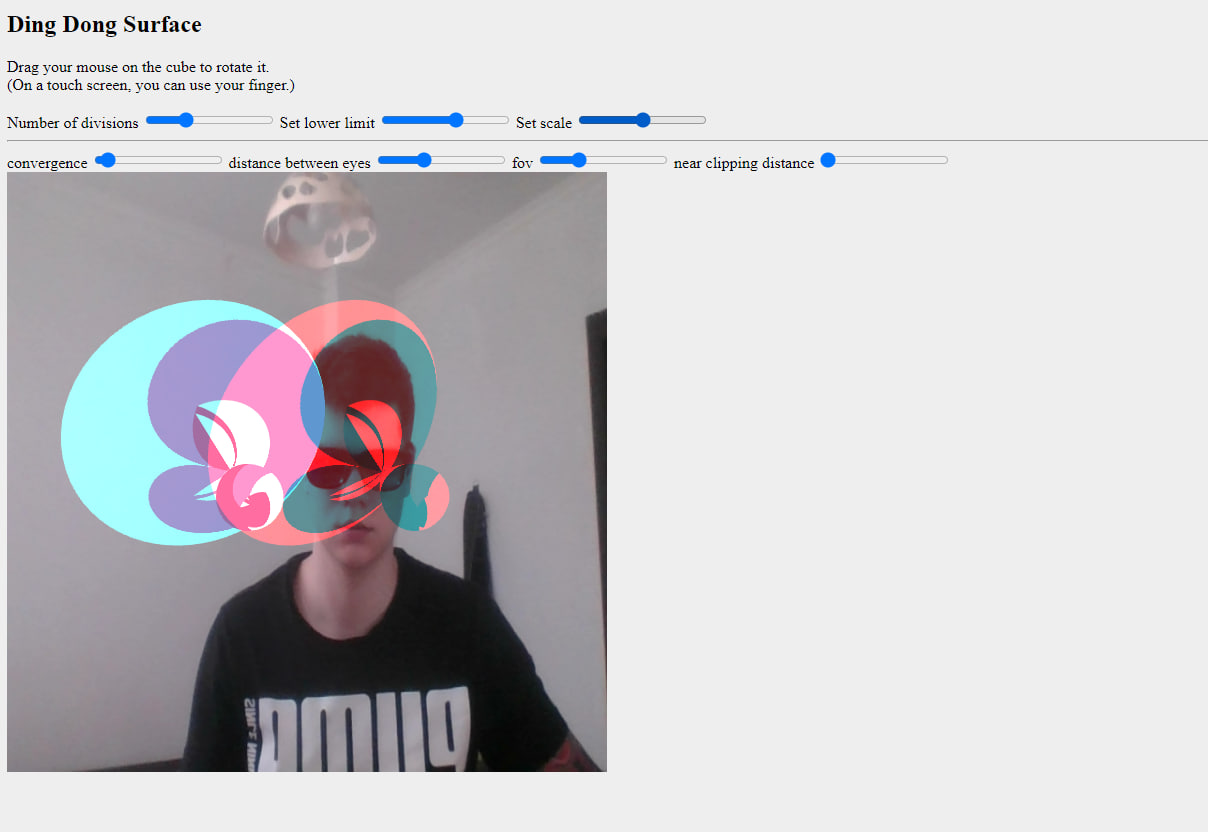 Ding Dong Surface
Drag your mouse on the cube to rotate it.
(On a touch screen, you can use your finger.)
Number of divisions Set lower limit Set scale
convergence distance between eyes fov near clipping distance